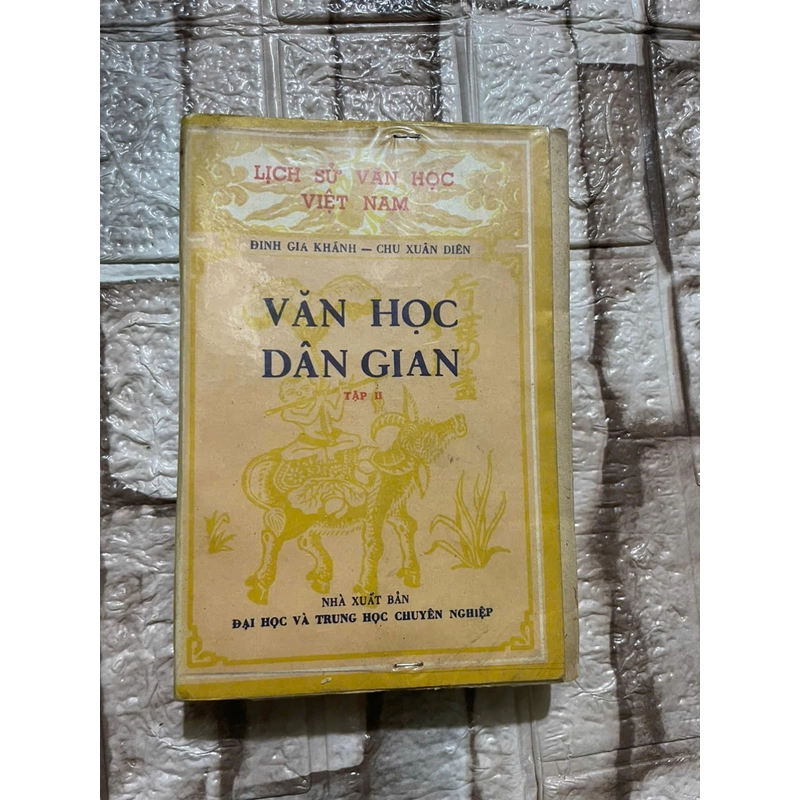 LỊCH SỬ VĂN HỌC
VIỆT NAM
ĐINH GIA KHÁNH — CHU XUÂN DIÊN
VĂN HỌC
DÂN GIAN
TẬP II
NHÀ XUẤT BẢN
ĐẠI HỌC VÀ TRUNG HỌC CHUYÊN NGHIỆP